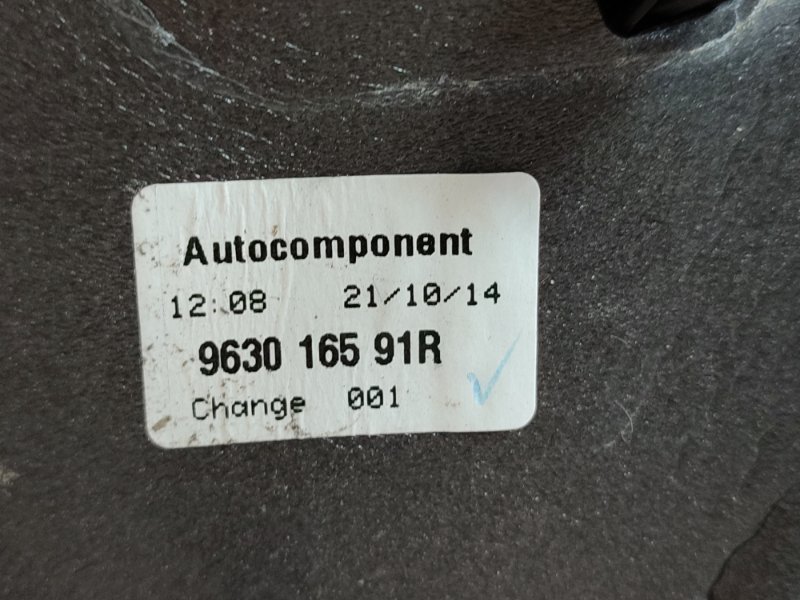 Autocomponent
12:08 21/10/14
9630 165 91R
Change 001